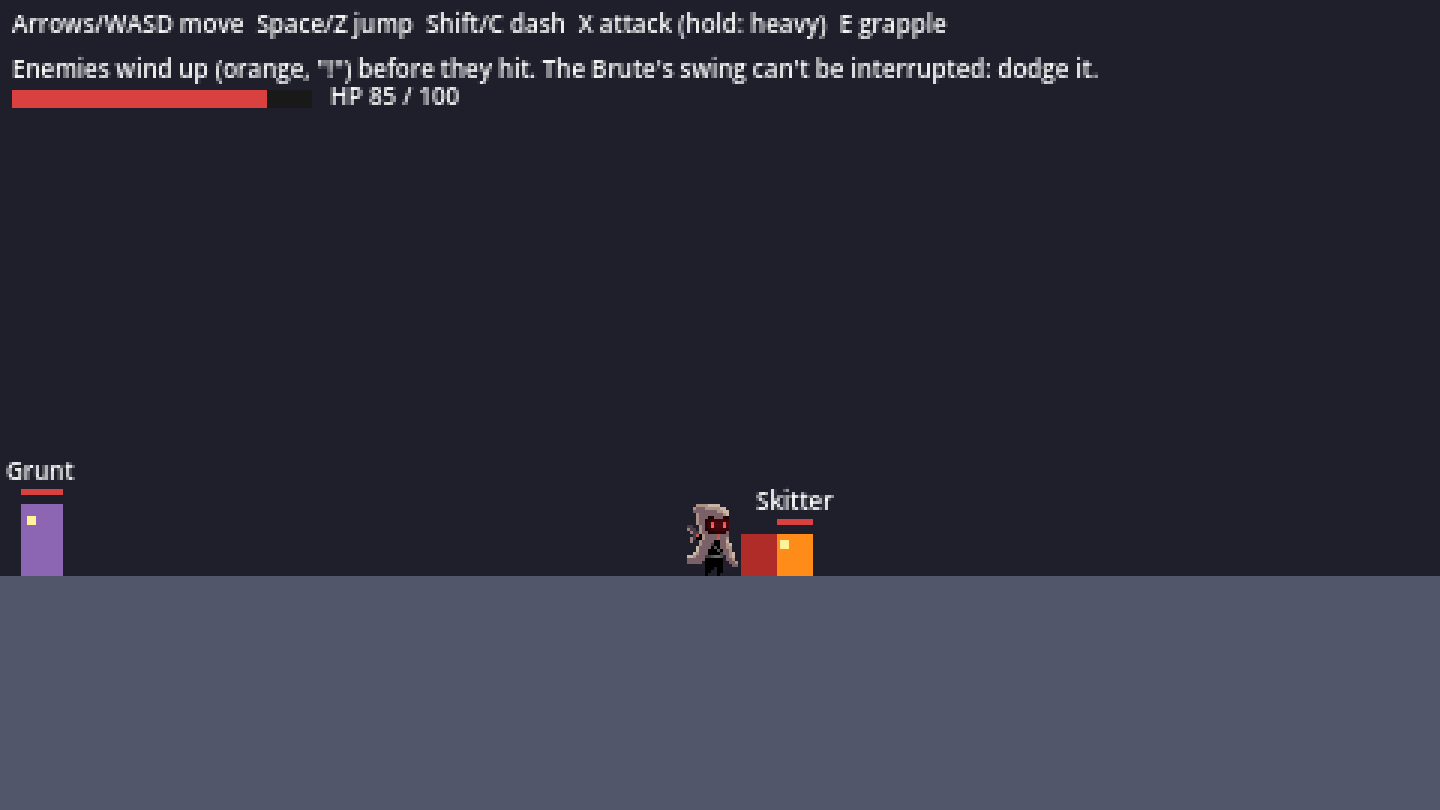 Arrows/WASD move  Space/Z jump  Shift/C dash  X attack (hold: heavy)  E grapple
Enemies wind up (orange, "!") before they hit. The Brute's swing can't be interrupted: dodge it.
HP 85 / 100
Grunt
Skitter